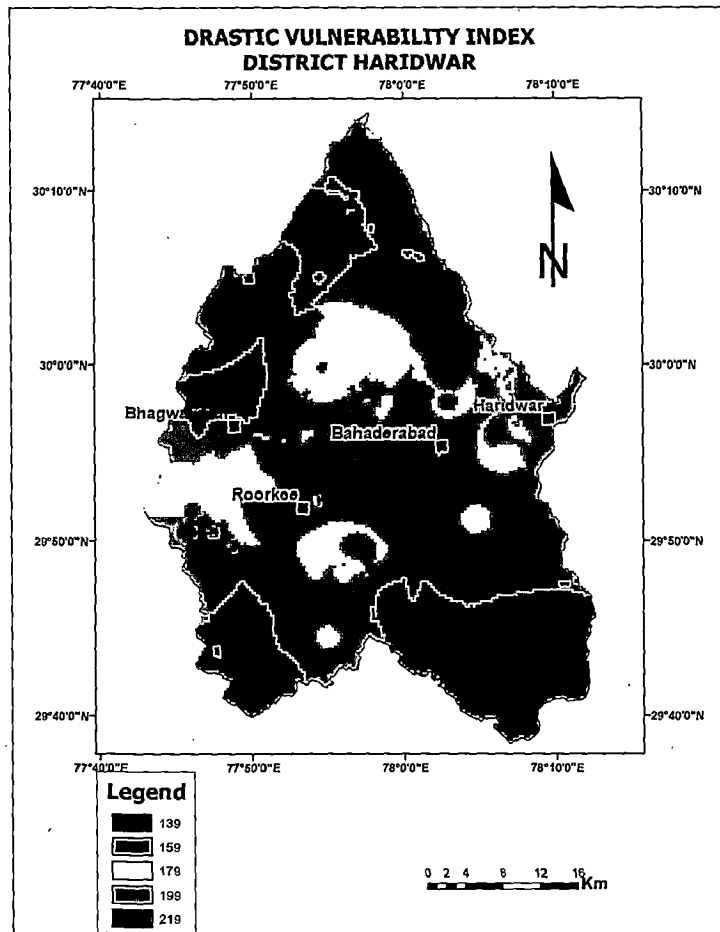 DRASTIC VULNERABILITY INDEX
DISTRICT HARIDWAR
77°40'0"E 77°50'0"E 78°0'0"E 78°10'0"E
30°10'0"N 30°10'0"N
N
30°0'0"N 30°0'0"N
Haridwar
Bahaderabad
Roorkee
29°50'0"N 29°50'0"N
29°40'0"N 29°40'0"N
77°40'0"E 77°50'0"E 78°0'0"E 78°10'0"E
Legend
139
159
179
199
219
0 2 4 8 12 16 Km